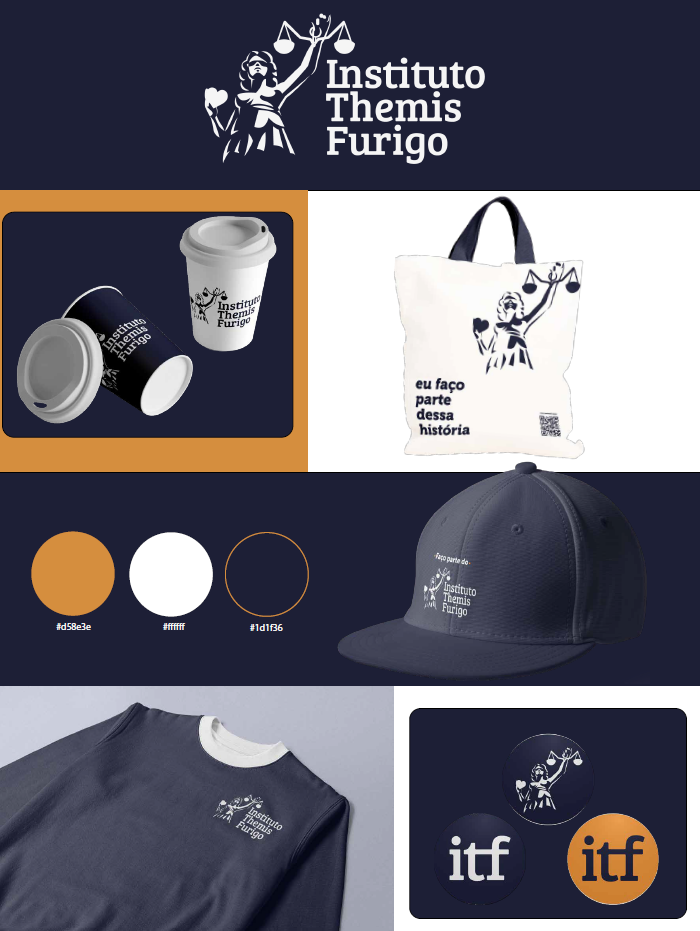 Instituto
Themis
Furigo
Instituto
Themis
Furigo
Instituto
Themis
Furigo
eu faço
parte
dessa
história
#d58e3e
#ffffff
#1d1f36
·Faço parte do·
Instituto
Themis
Furigo
Instituto
Themis
Furigo
itf
itf